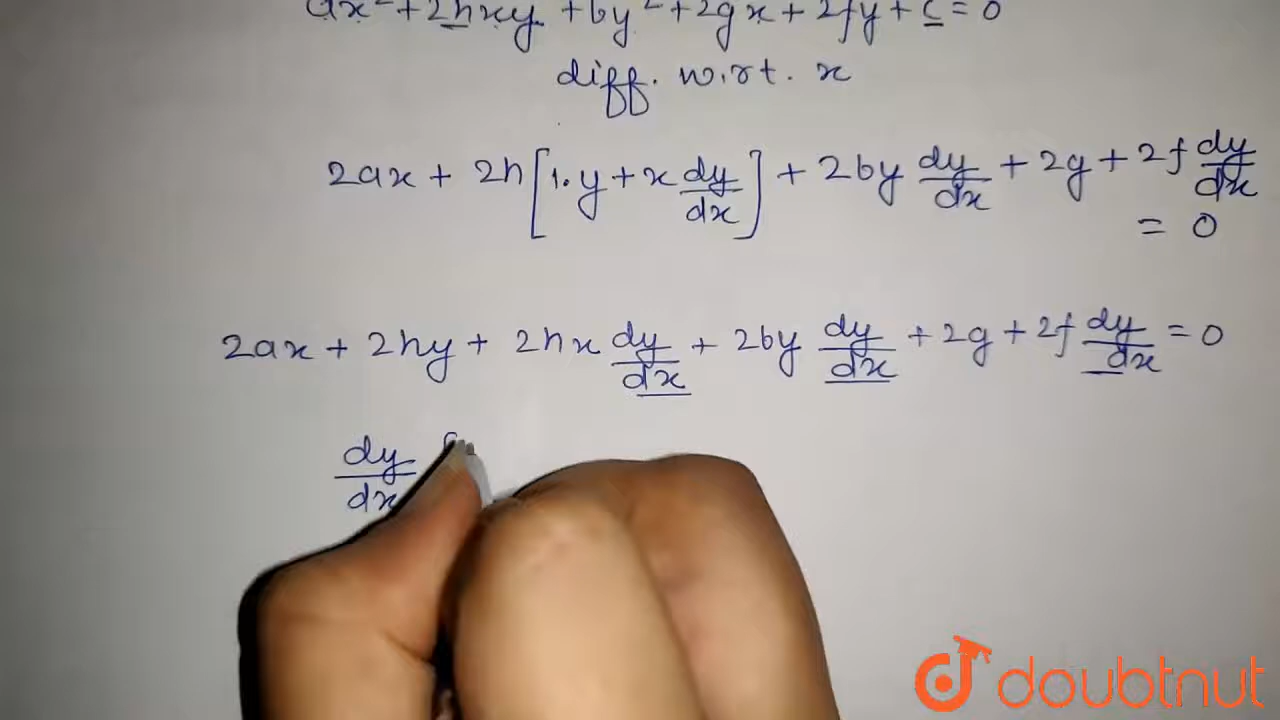 ax² + 2hxy + by² + 2gx + 2fy + c = 0
diff. w.r.t. x
2ax + 2h[1.y + x dy/dx] + 2by dy/dx + 2g + 2f dy/dx
= 0
2ax + 2hy + 2hx dy/dx + 2by dy/dx + 2g + 2f dy/dx = 0
dy/dx
doubtnut